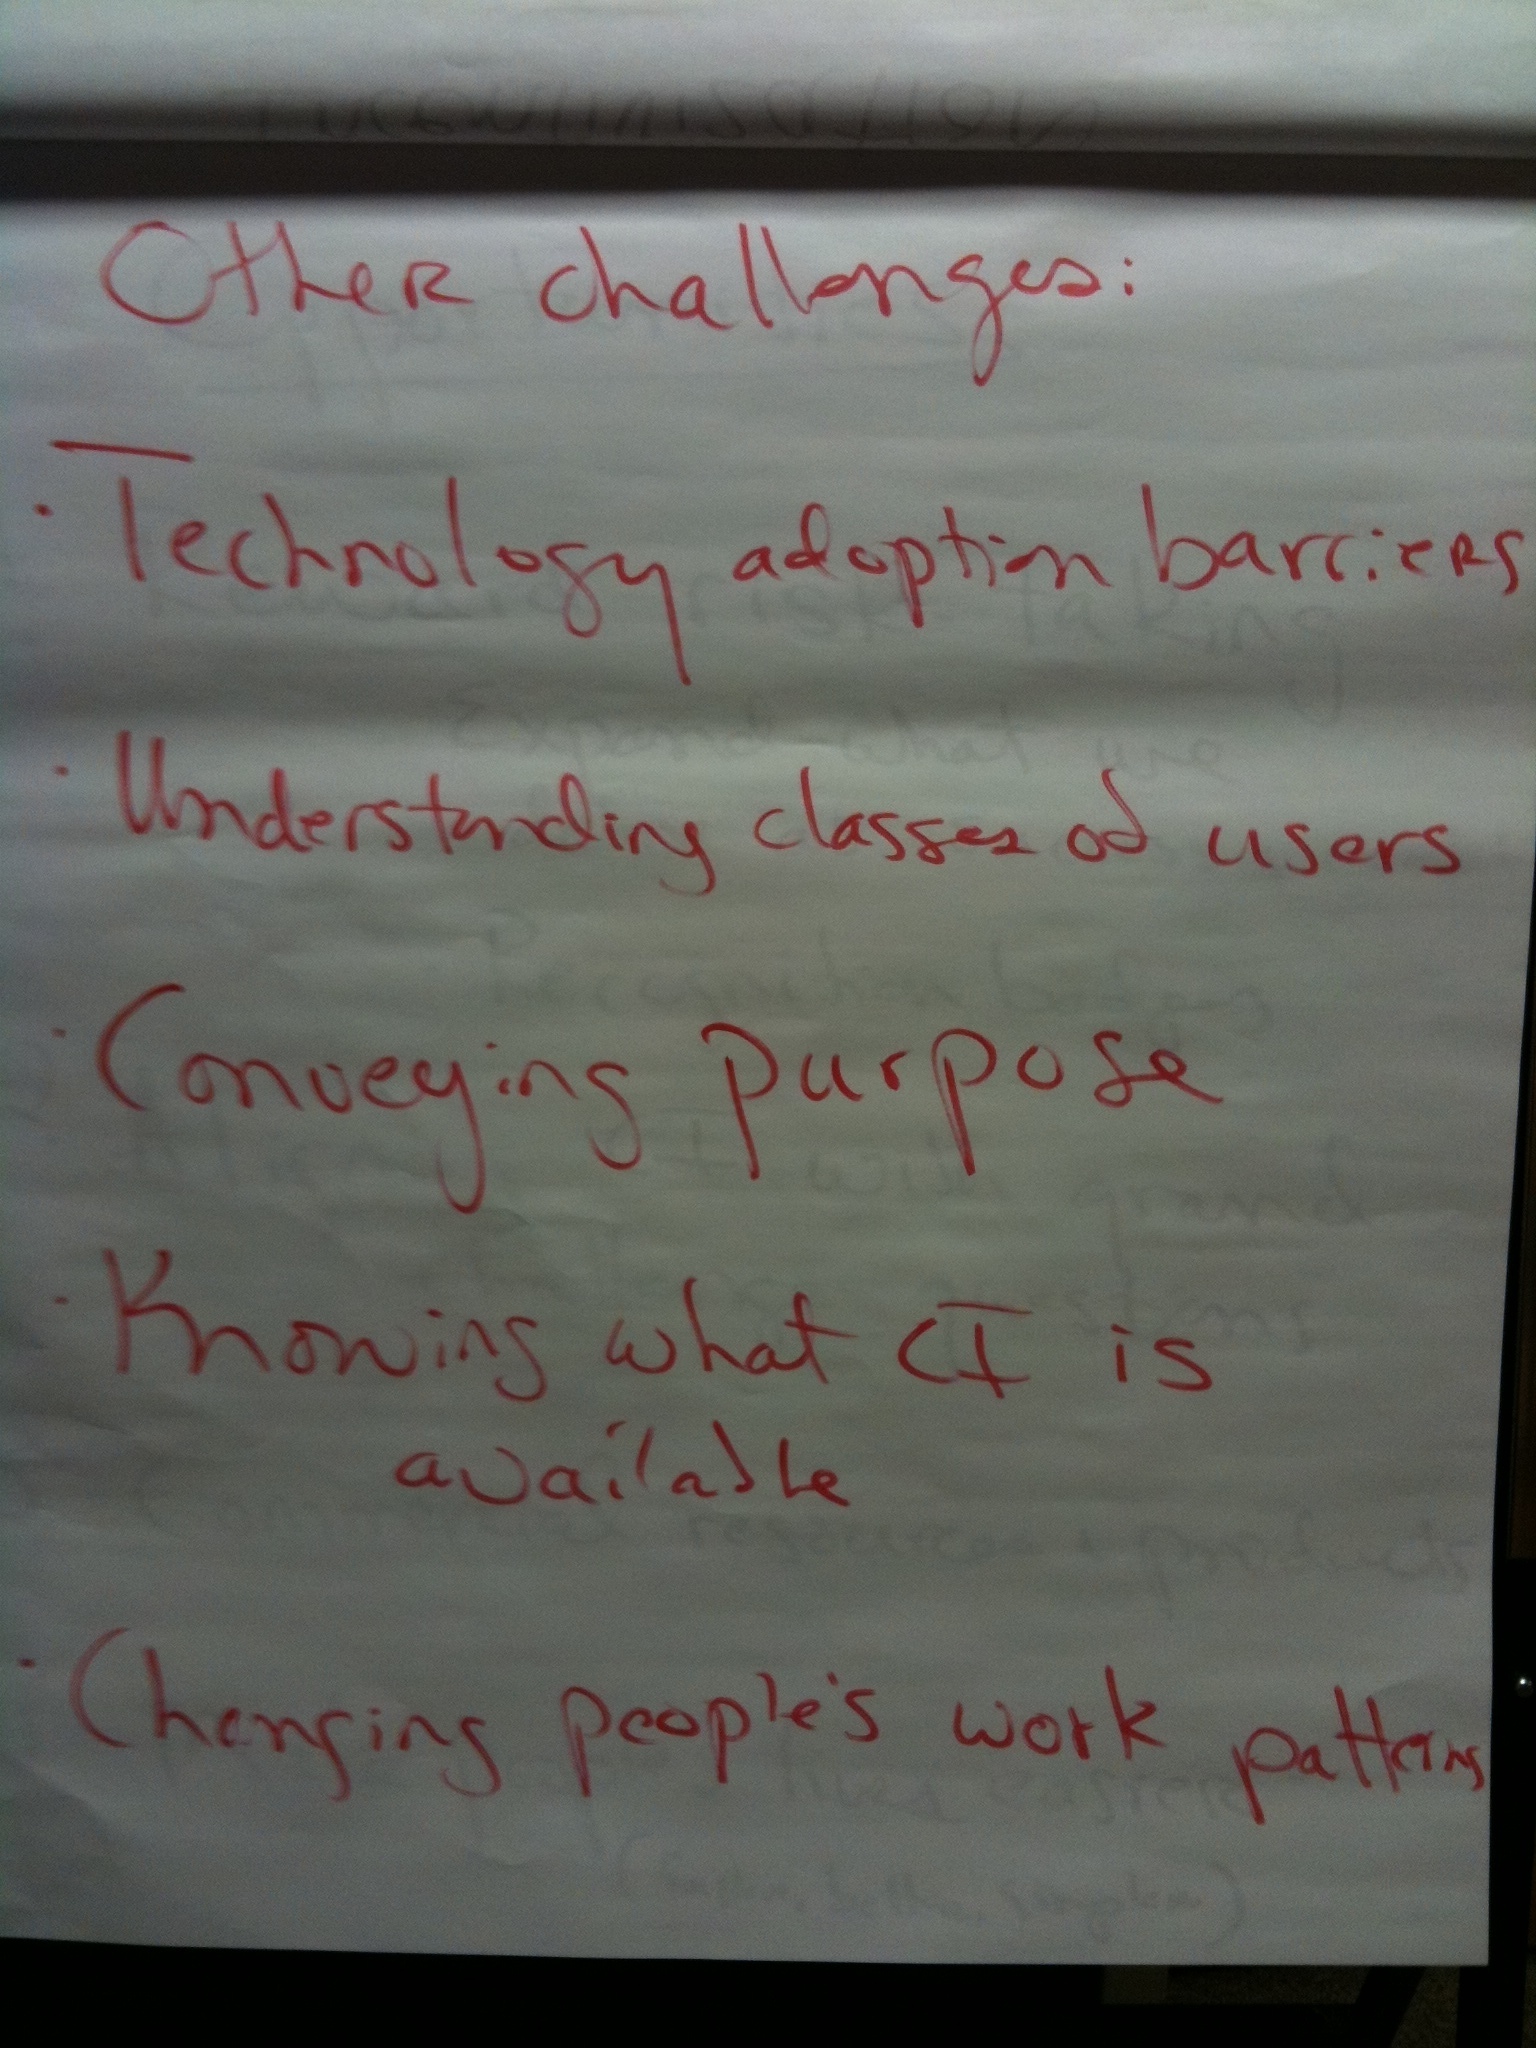 Other challenges:
· Technology adoption barriers
· Understanding classes of users
· Conveying purpose
· Knowing what CI is
available
· Changing people's work patterns